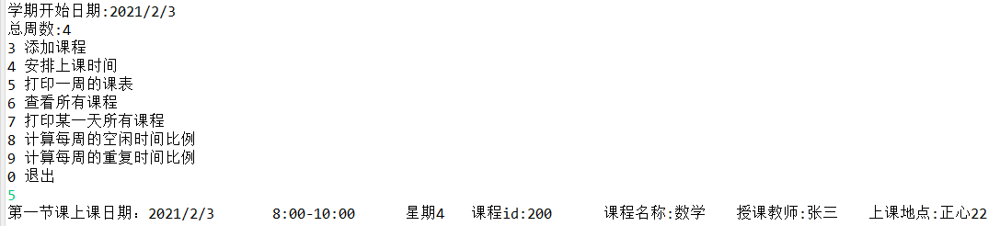 学期开始日期:2021/2/3
总周数:4
3 添加课程
4 安排上课时间
5 打印一周的课表
6 查看所有课程
7 打印某一天所有课程
8 计算每周的空闲时间比例
9 计算每周的重复时间比例
0 退出
5
第一节课上课日期：2021/2/3 8:00-10:00 星期4 课程id:200 课程名称:数学 授课教师:张三 上课地点:正心22